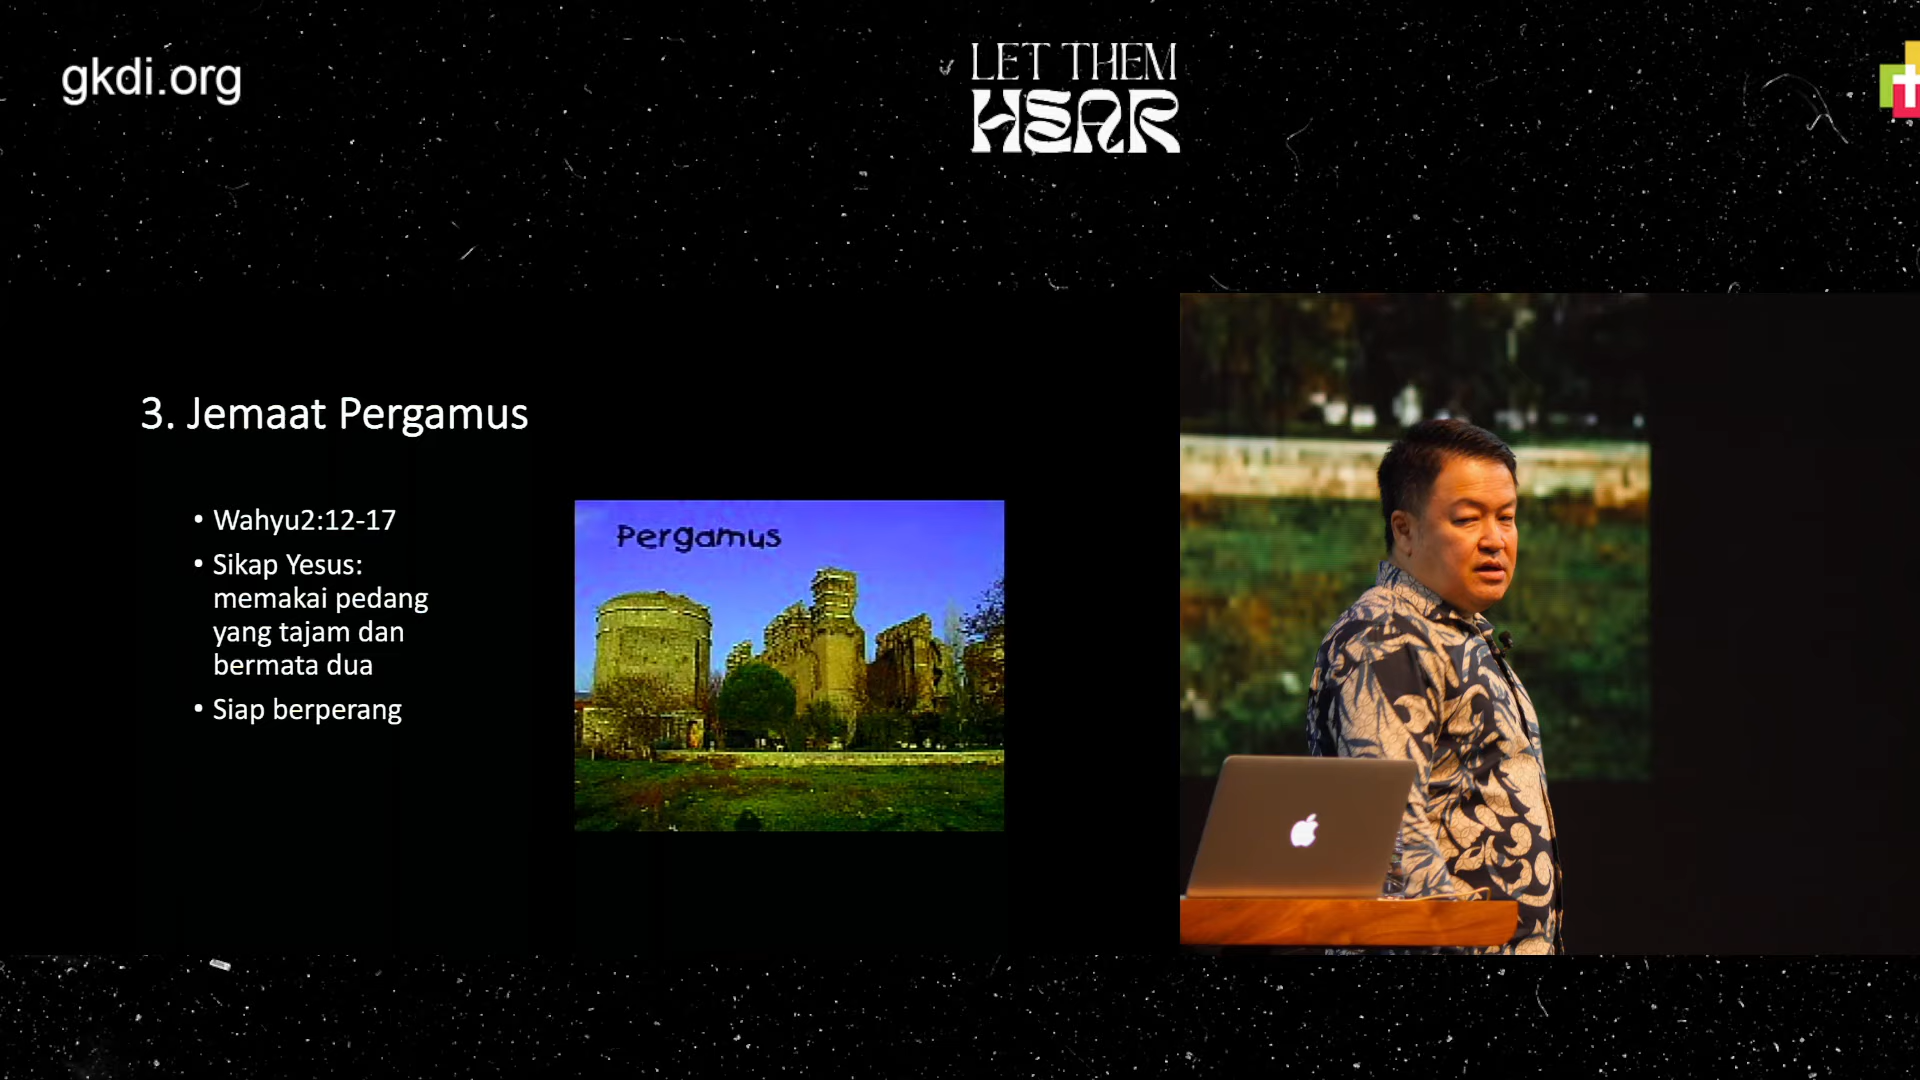 gkdi.org
LET THEM
HEAR
3. Jemaat Pergamus
• Wahyu2:12-17
• Sikap Yesus:
memakai pedang
yang tajam dan
bermata dua
• Siap berperang
Pergamus